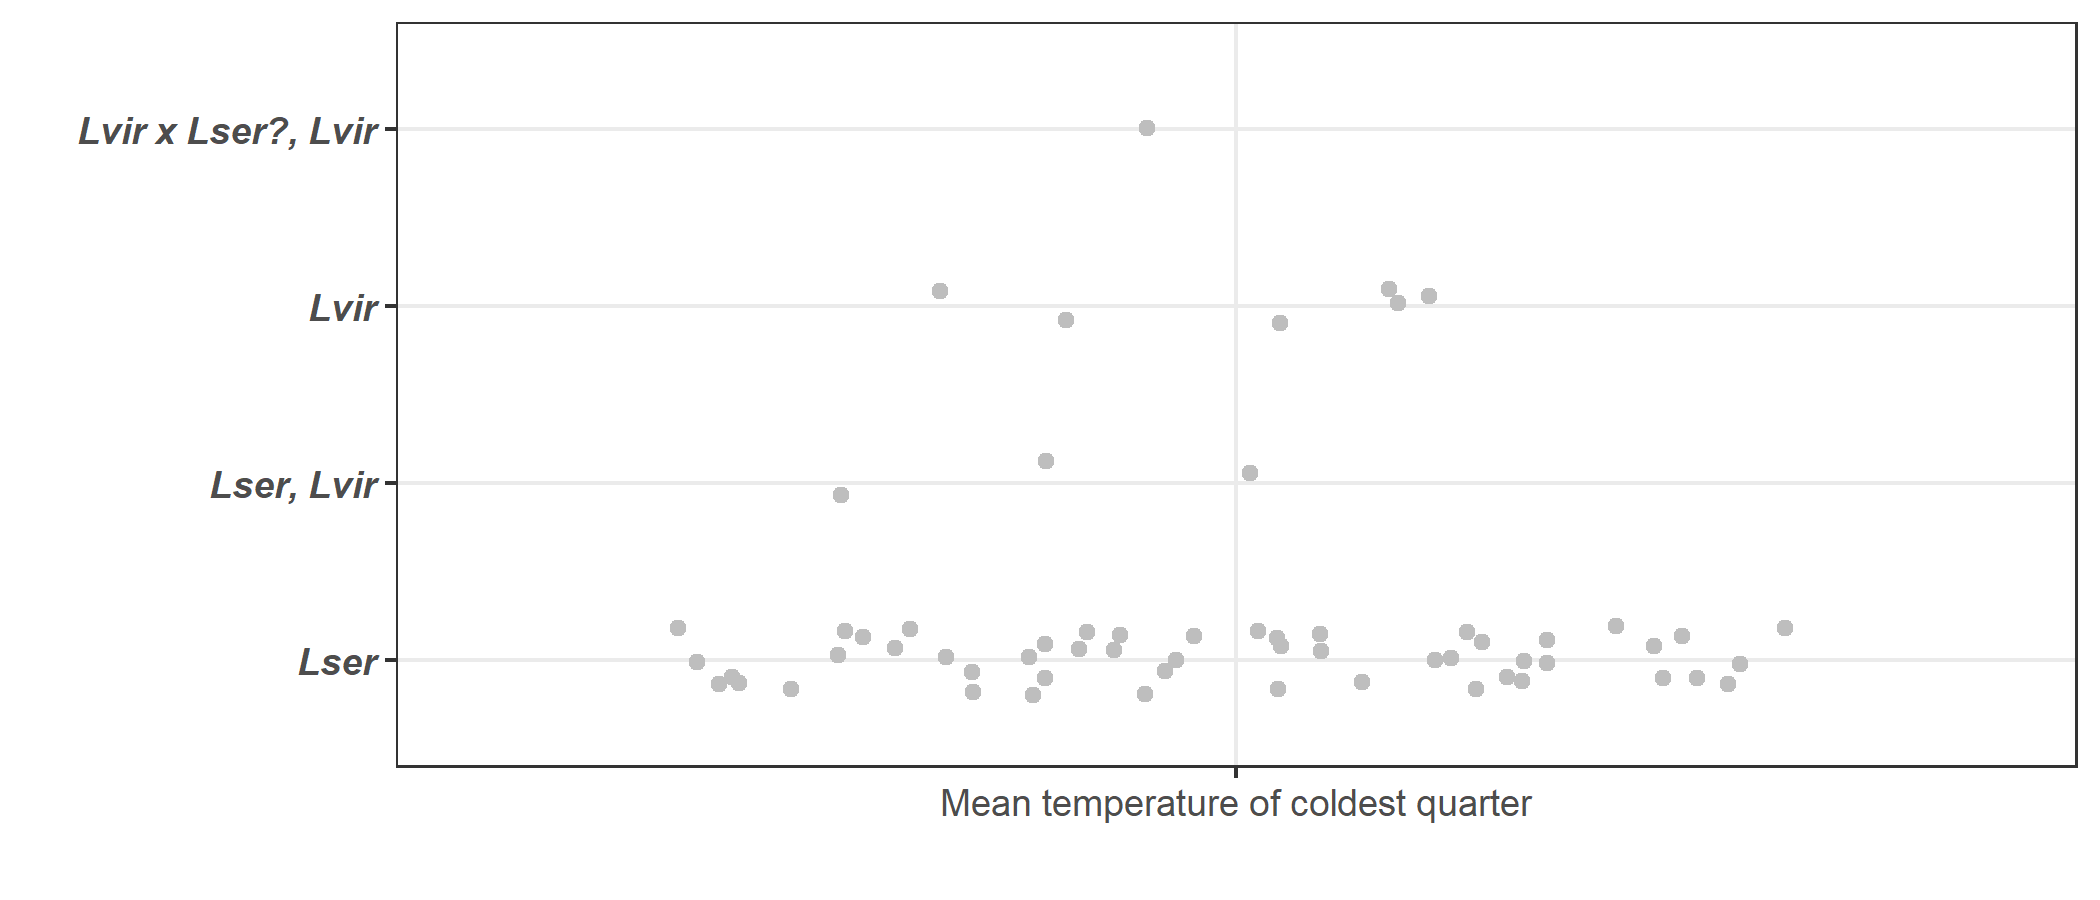 Lvir x Lser?, Lvir
Lvir
Lser, Lvir
Lser
Mean temperature of coldest quarter